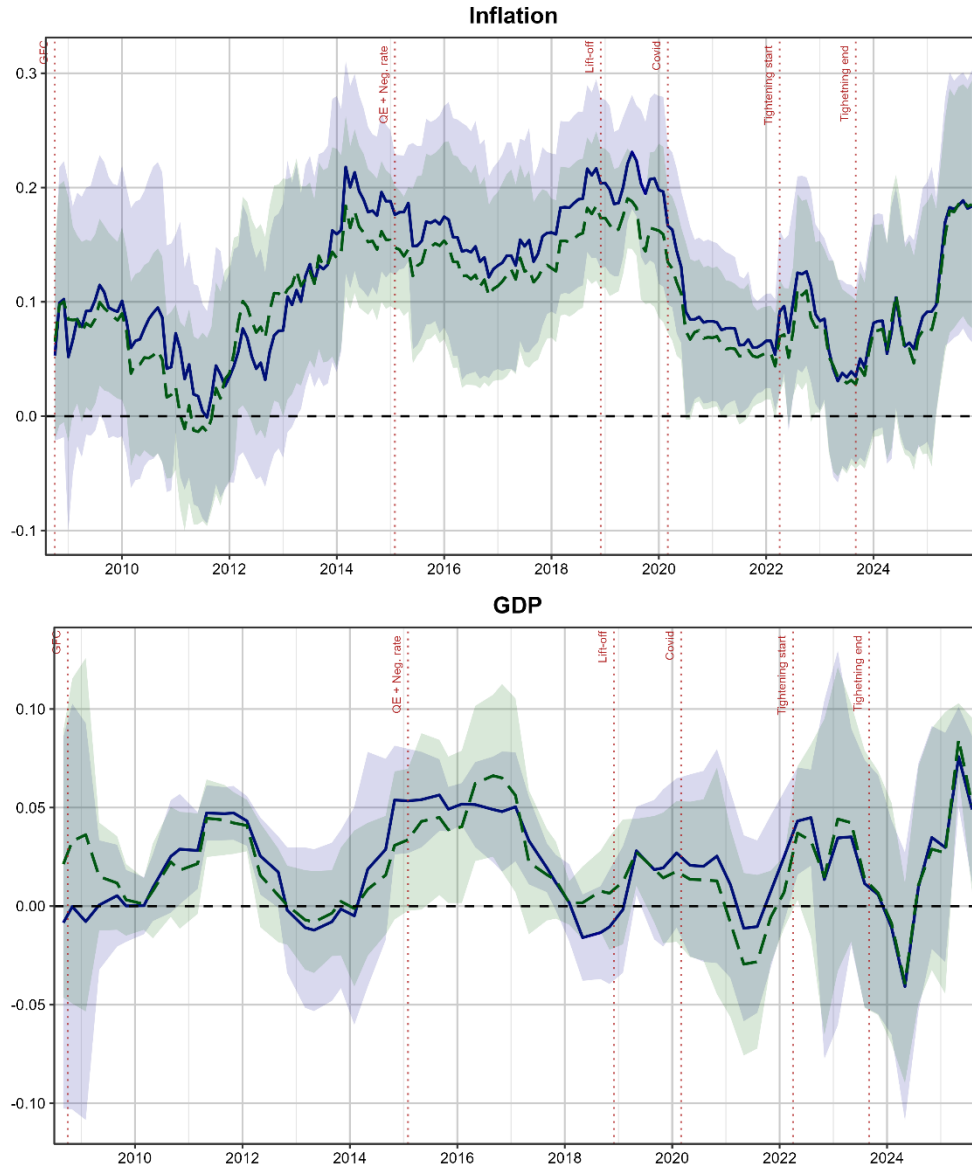 Inflation
GFC
QE + Neg. rate
Lift-off
Covid
Tightening start
Tighetning end
0.3
0.2
0.1
0.0
-0.1
2010 2012 2014 2016 2018 2020 2022 2024
GDP
GFC
QE + Neg. rate
Lift-off
Covid
Tightening start
Tighetning end
0.10
0.05
0.00
-0.05
-0.10
2010 2012 2014 2016 2018 2020 2022 2024